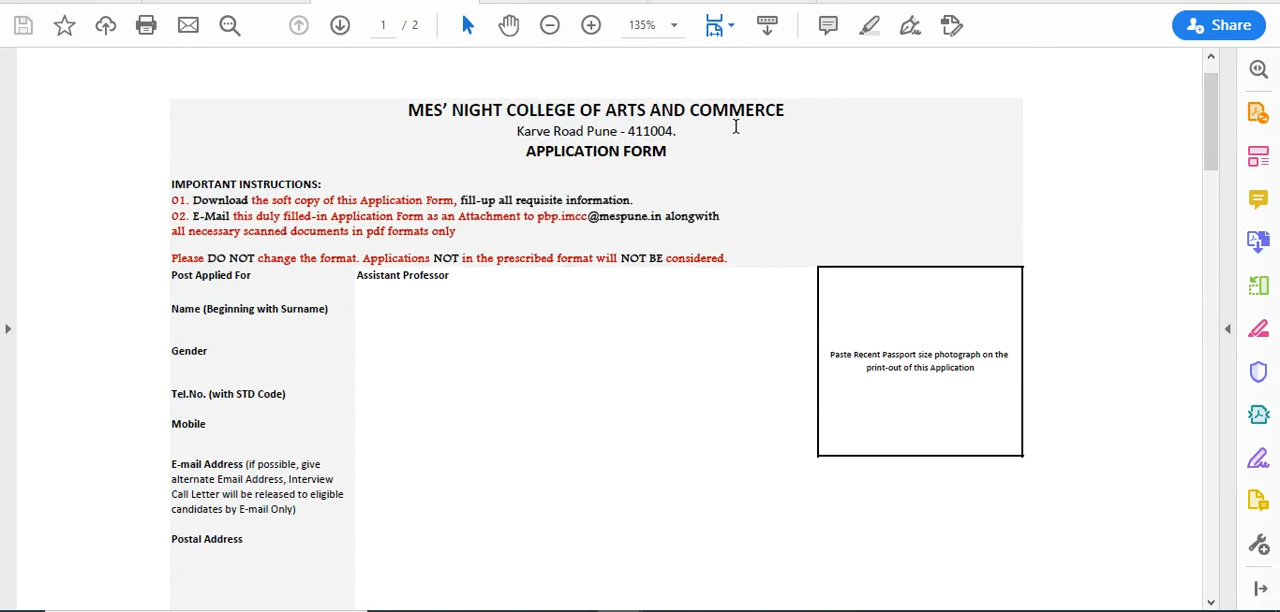 1 / 2
135%
Share
MES’ NIGHT COLLEGE OF ARTS AND COMMERCE
Karve Road Pune - 411004.
APPLICATION FORM
IMPORTANT INSTRUCTIONS:
01. Download the soft copy of this Application Form, fill-up all requisite information.
02. E-Mail this duly filled-in Application Form as an Attachment to pbp.imcc@mespune.in alongwith
all necessary scanned documents in pdf formats only
Please DO NOT change the format. Applications NOT in the prescribed format will NOT BE considered.
Post Applied For
Assistant Professor
Name (Beginning with Surname)
Gender
Paste Recent Passport size photograph on the
print-out of this Application
Tel.No. (with STD Code)
Mobile
E-mail Address (if possible, give
alternate Email Address, Interview
Call Letter will be released to eligible
candidates by E-mail Only)
Postal Address